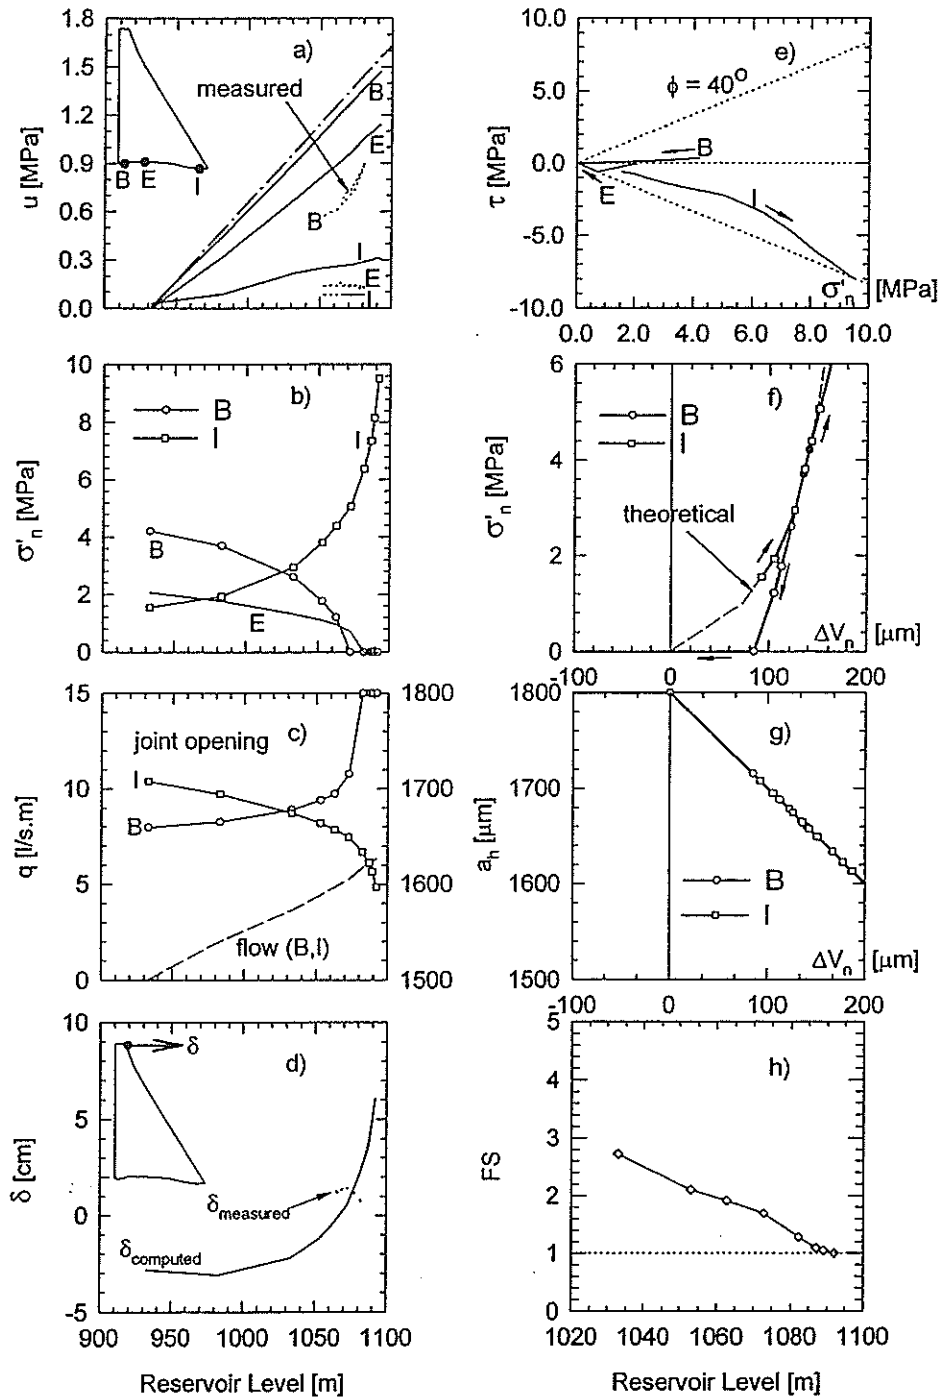 1.8
1.5
1.2
0.9
0.6
0.3
0.0
u [MPa]
a)
measured
B
E
B
I
E
I
B E I
10.0
5.0
0.0
-5.0
-10.0
τ [MPa]
e)
ϕ = 40°
B
E
I
σ'n [MPa]
0.0 2.0 4.0 6.0 8.0 10.0
10
8
6
4
2
0
σ'n [MPa]
b)
B
I
I
B
E
6
4
2
0
σ'n [MPa]
f)
B
I
theoretical
ΔVn [μm]
-100 0 100 200
15
10
5
0
q [l/s.m]
c)
joint opening
I
B
flow (B,I)
1800
1700
1600
1500
ah [μm]
1800
1700
1600
1500
g)
B
I
ΔVn [μm]
-100 0 100 200
10
5
0
-5
δ [cm]
d)
δ
δmeasured
δcomputed
900 950 1000 1050 1100
Reservoir Level [m]
5
4
3
2
1
0
FS
h)
1020 1040 1060 1080 1100
Reservoir Level [m]